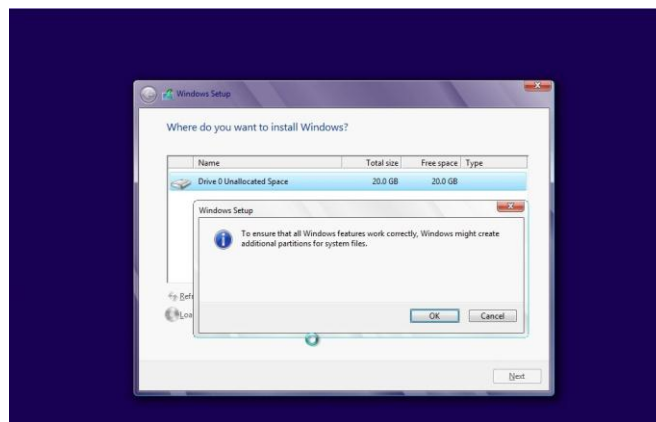 Windows Setup
Where do you want to install Windows?
Name Total size Free space Type
Drive 0 Unallocated Space 20.0 GB 20.0 GB
Windows Setup
To ensure that all Windows features work correctly, Windows might create
additional partitions for system files.
Refr
Loa
OK Cancel
Next